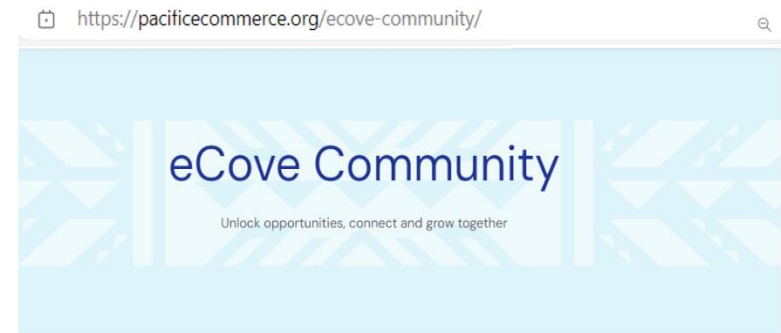 https://pacificecommerce.org/ecove-community/
eCove Community
Unlock opportunities, connect and grow together